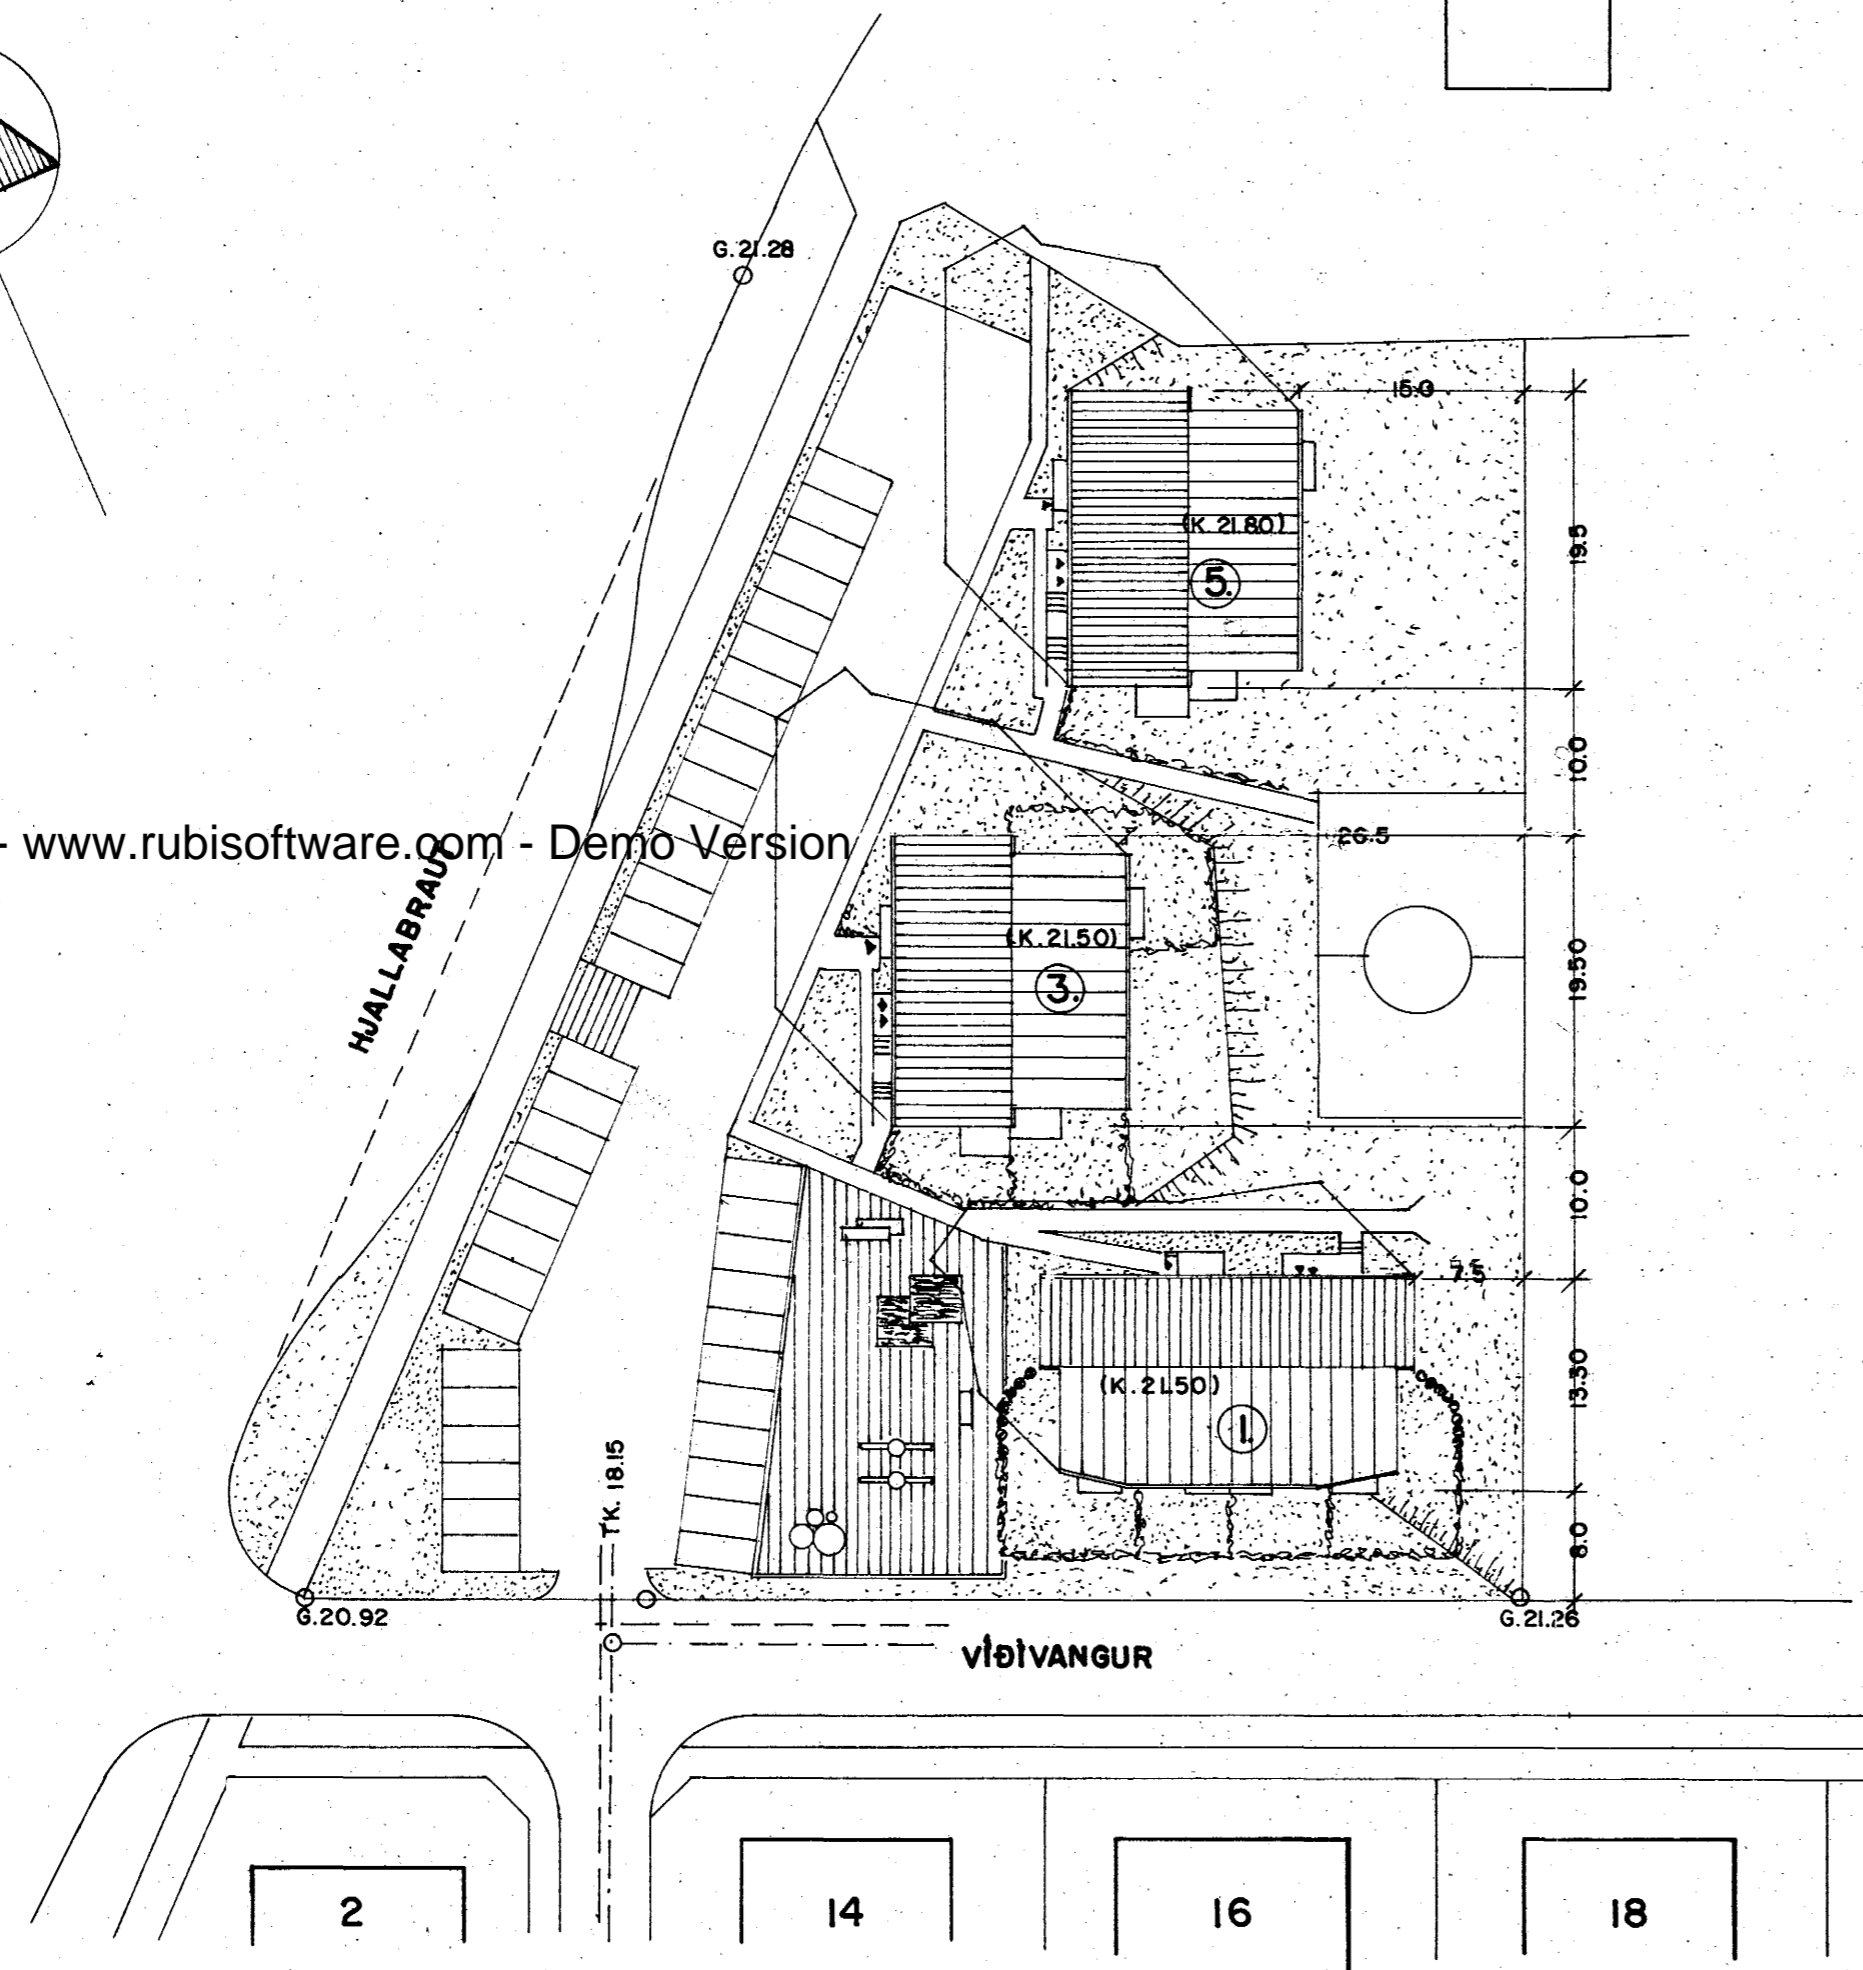 G. 21.28
15.0
(K. 21.80)
19.5
5.
10.0
- www.rubisoftware.com - Demo Version
26.5
HJALLABRAUT
(K. 21.50)
19.50
3.
10.0
7.5
(K. 21.50)
13.50
1.
TK. 18.15
8.0
G.20.92
G.21.26
VÍÐIVANGUR
2
14
16
18